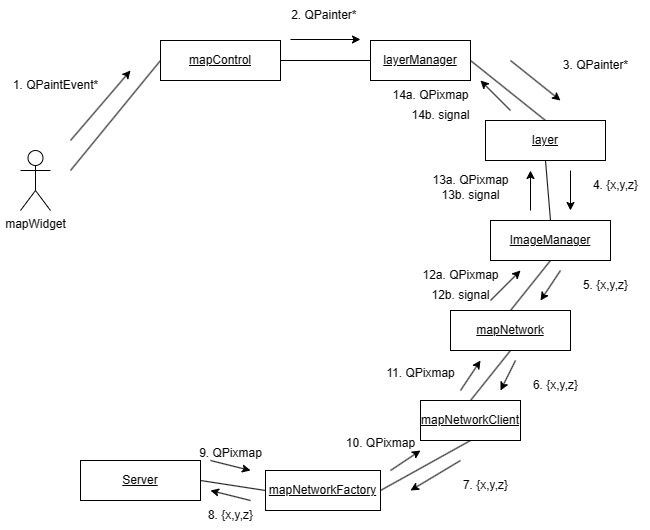 2. QPainter*
mapControl
layerManager
3. QPainter*
1. QPaintEvent*
14a. QPixmap
14b. signal
layer
mapWidget
13a. QPixmap
13b. signal
4. {x,y,z}
ImageManager
12a. QPixmap
12b. signal
5. {x,y,z}
mapNetwork
11. QPixmap
6. {x,y,z}
mapNetworkClient
10. QPixmap
9. QPixmap
Server
mapNetworkFactory
7. {x,y,z}
8. {x,y,z}